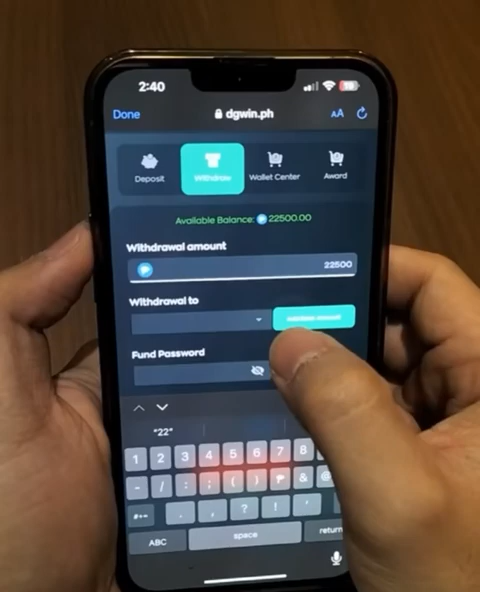 2:40
Done dgwin.ph AA
Deposit Withdraw Wallet Center Award
Available Balance: 22500.00
Withdrawal amount
22500
Withdrawal to
Fund Password
"22"
1 2 3 4 5 6 7 8
- / : ; ( ) ₱ & @
#+= . , ? ! '
ABC space return